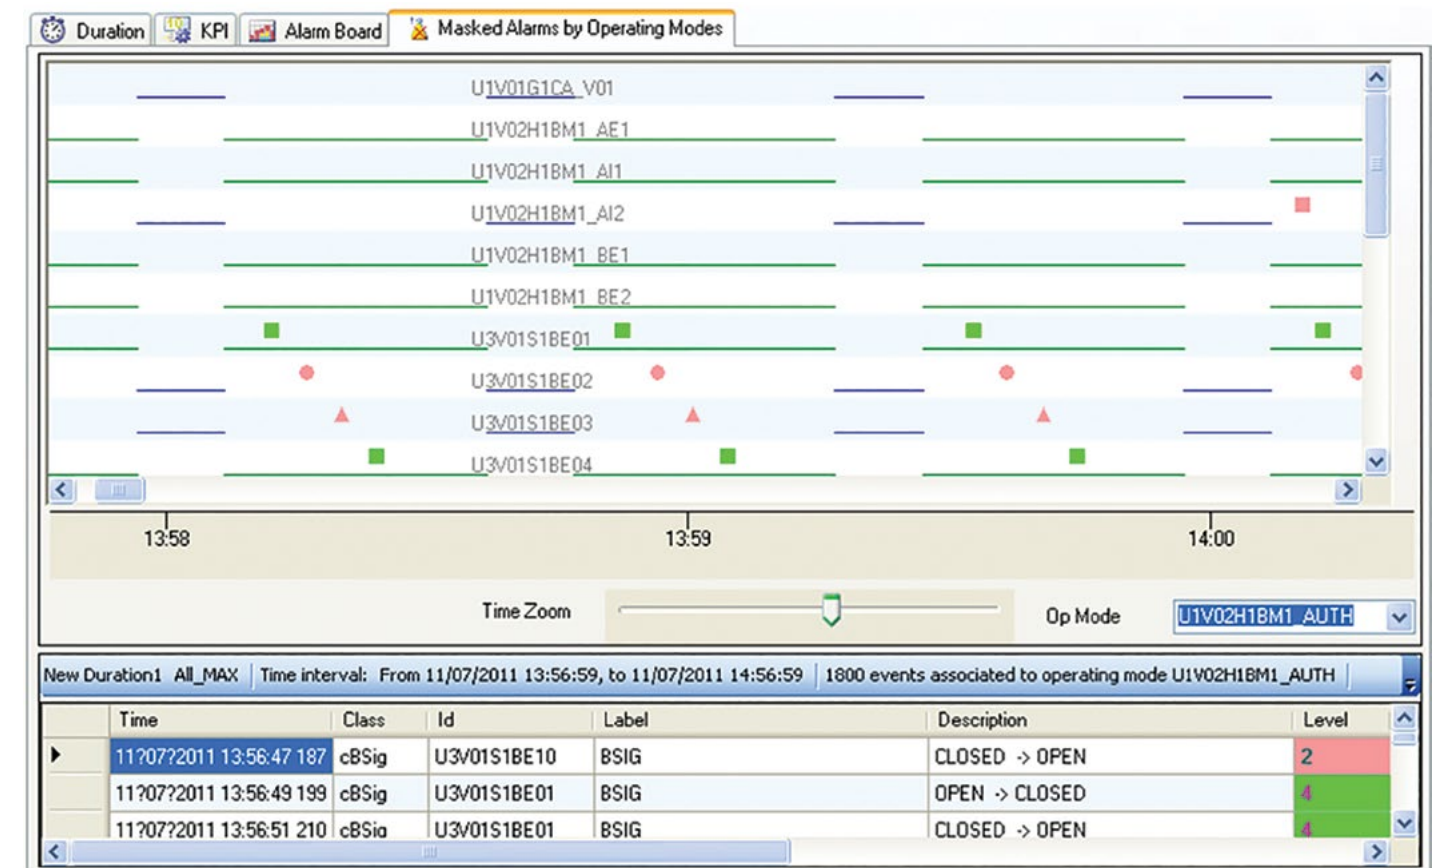 Duration KPI Alarm Board Masked Alarms by Operating Modes
U1V01G1CA_V01
U1V02H1BM1_AE1
U1V02H1BM1_AI1
U1V02H1BM1_AI2
U1V02H1BM1_BE1
U1V02H1BM1_BE2
U3V01S1BE01
U3V01S1BE02
U3V01S1BE03
U3V01S1BE04
13:58 13:59 14:00
Time Zoom Op Mode U1V02H1BM1_AUTH
New Duration1 All_MAX Time interval: From 11/07/2011 13:56:59, to 11/07/2011 14:56:59 1800 events associated to operating mode U1V02H1BM1_AUTH
Time Class Id Label Description Level
11?07?2011 13:56:47 187 cBSig U3V01S1BE10 BSIG CLOSED -> OPEN 2
11?07?2011 13:56:49 199 cBSig U3V01S1BE01 BSIG OPEN -> CLOSED 4
11?07?2011 13:56:51 210 cBSig U3V01S1BE01 BSIG CLOSED -> OPEN 4